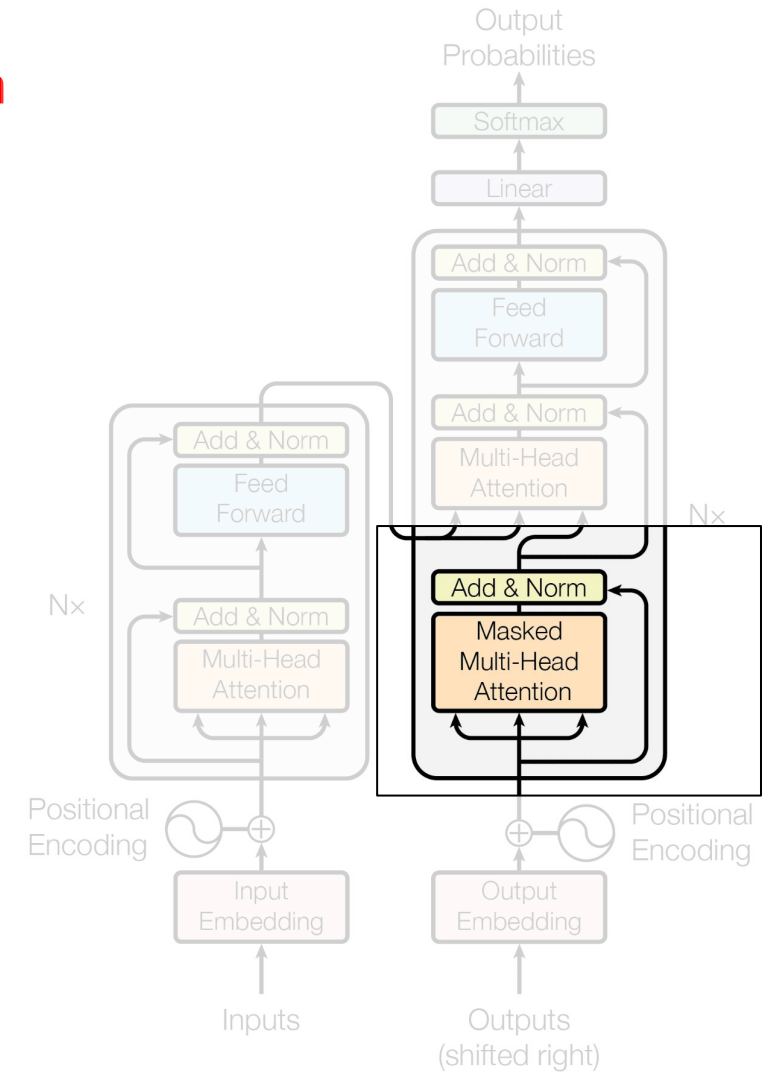 Output
Probabilities
Softmax
Linear
Add & Norm
Feed
Forward
Add & Norm
Multi-Head
Attention
N×
Add & Norm
Masked
Multi-Head
Attention
Add & Norm
Feed
Forward
N×
Add & Norm
Multi-Head
Attention
Positional
Encoding
Input
Embedding
Inputs
Positional
Encoding
Output
Embedding
Outputs
(shifted right)